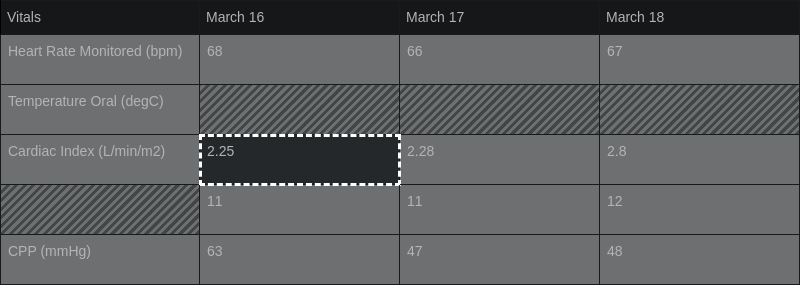 Vitals March 16 March 17 March 18
Heart Rate Monitored (bpm) 68 66 67
Temperature Oral (degC)
Cardiac Index (L/min/m2) 2.25 2.28 2.8
11 11 12
CPP (mmHg) 63 47 48